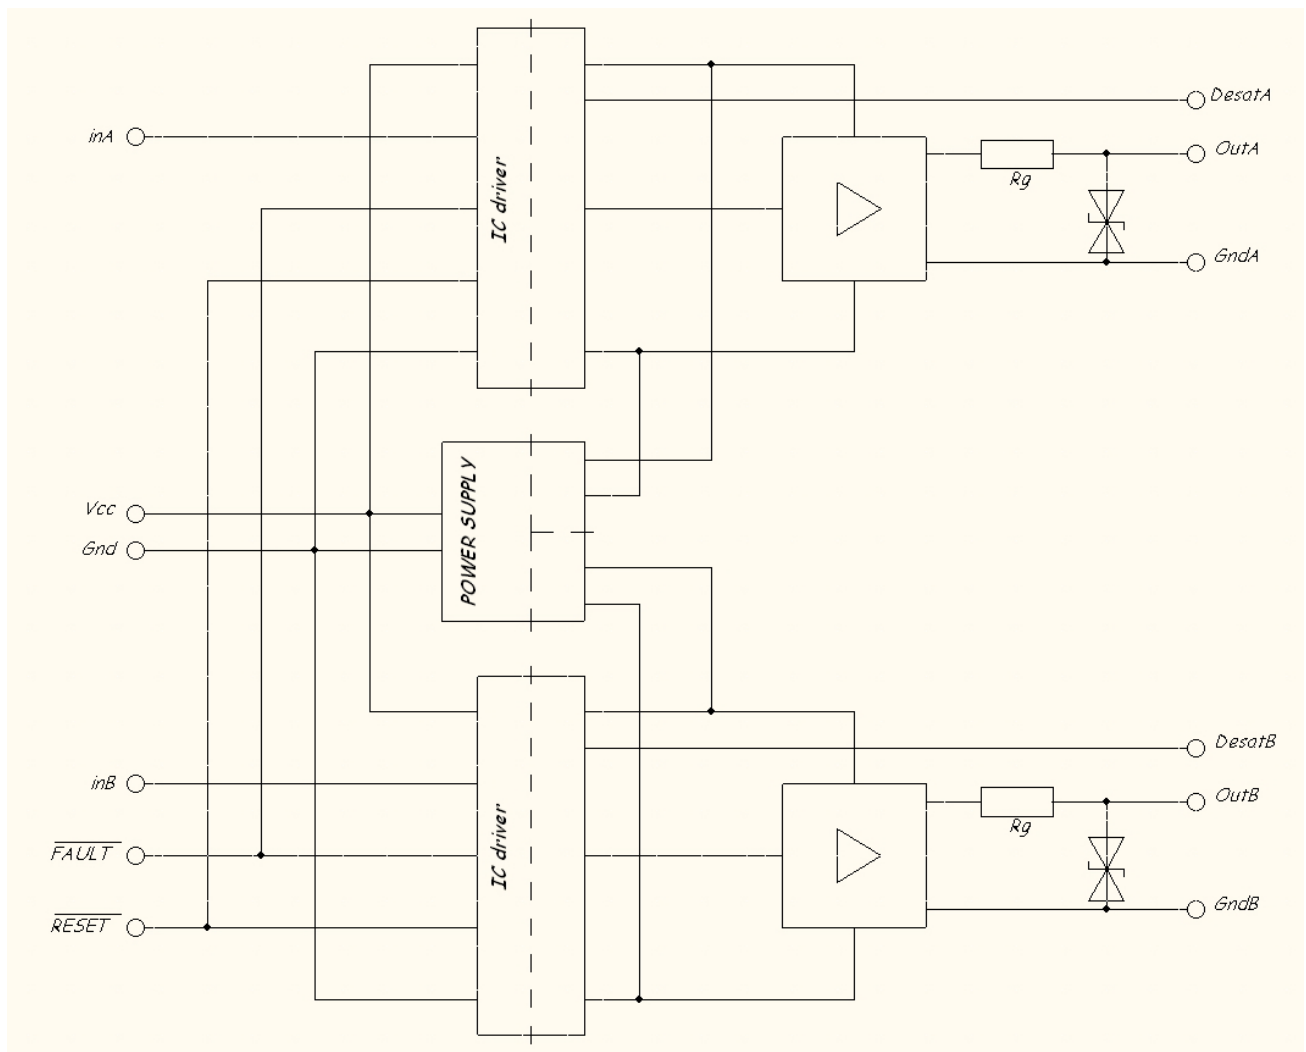 DesatA
inA
OutA
IC driver
Rg
GndA
Vcc
Gnd
POWER SUPPLY
DesatB
inB
OutB
IC driver
Rg
FAULT
GndB
RESET